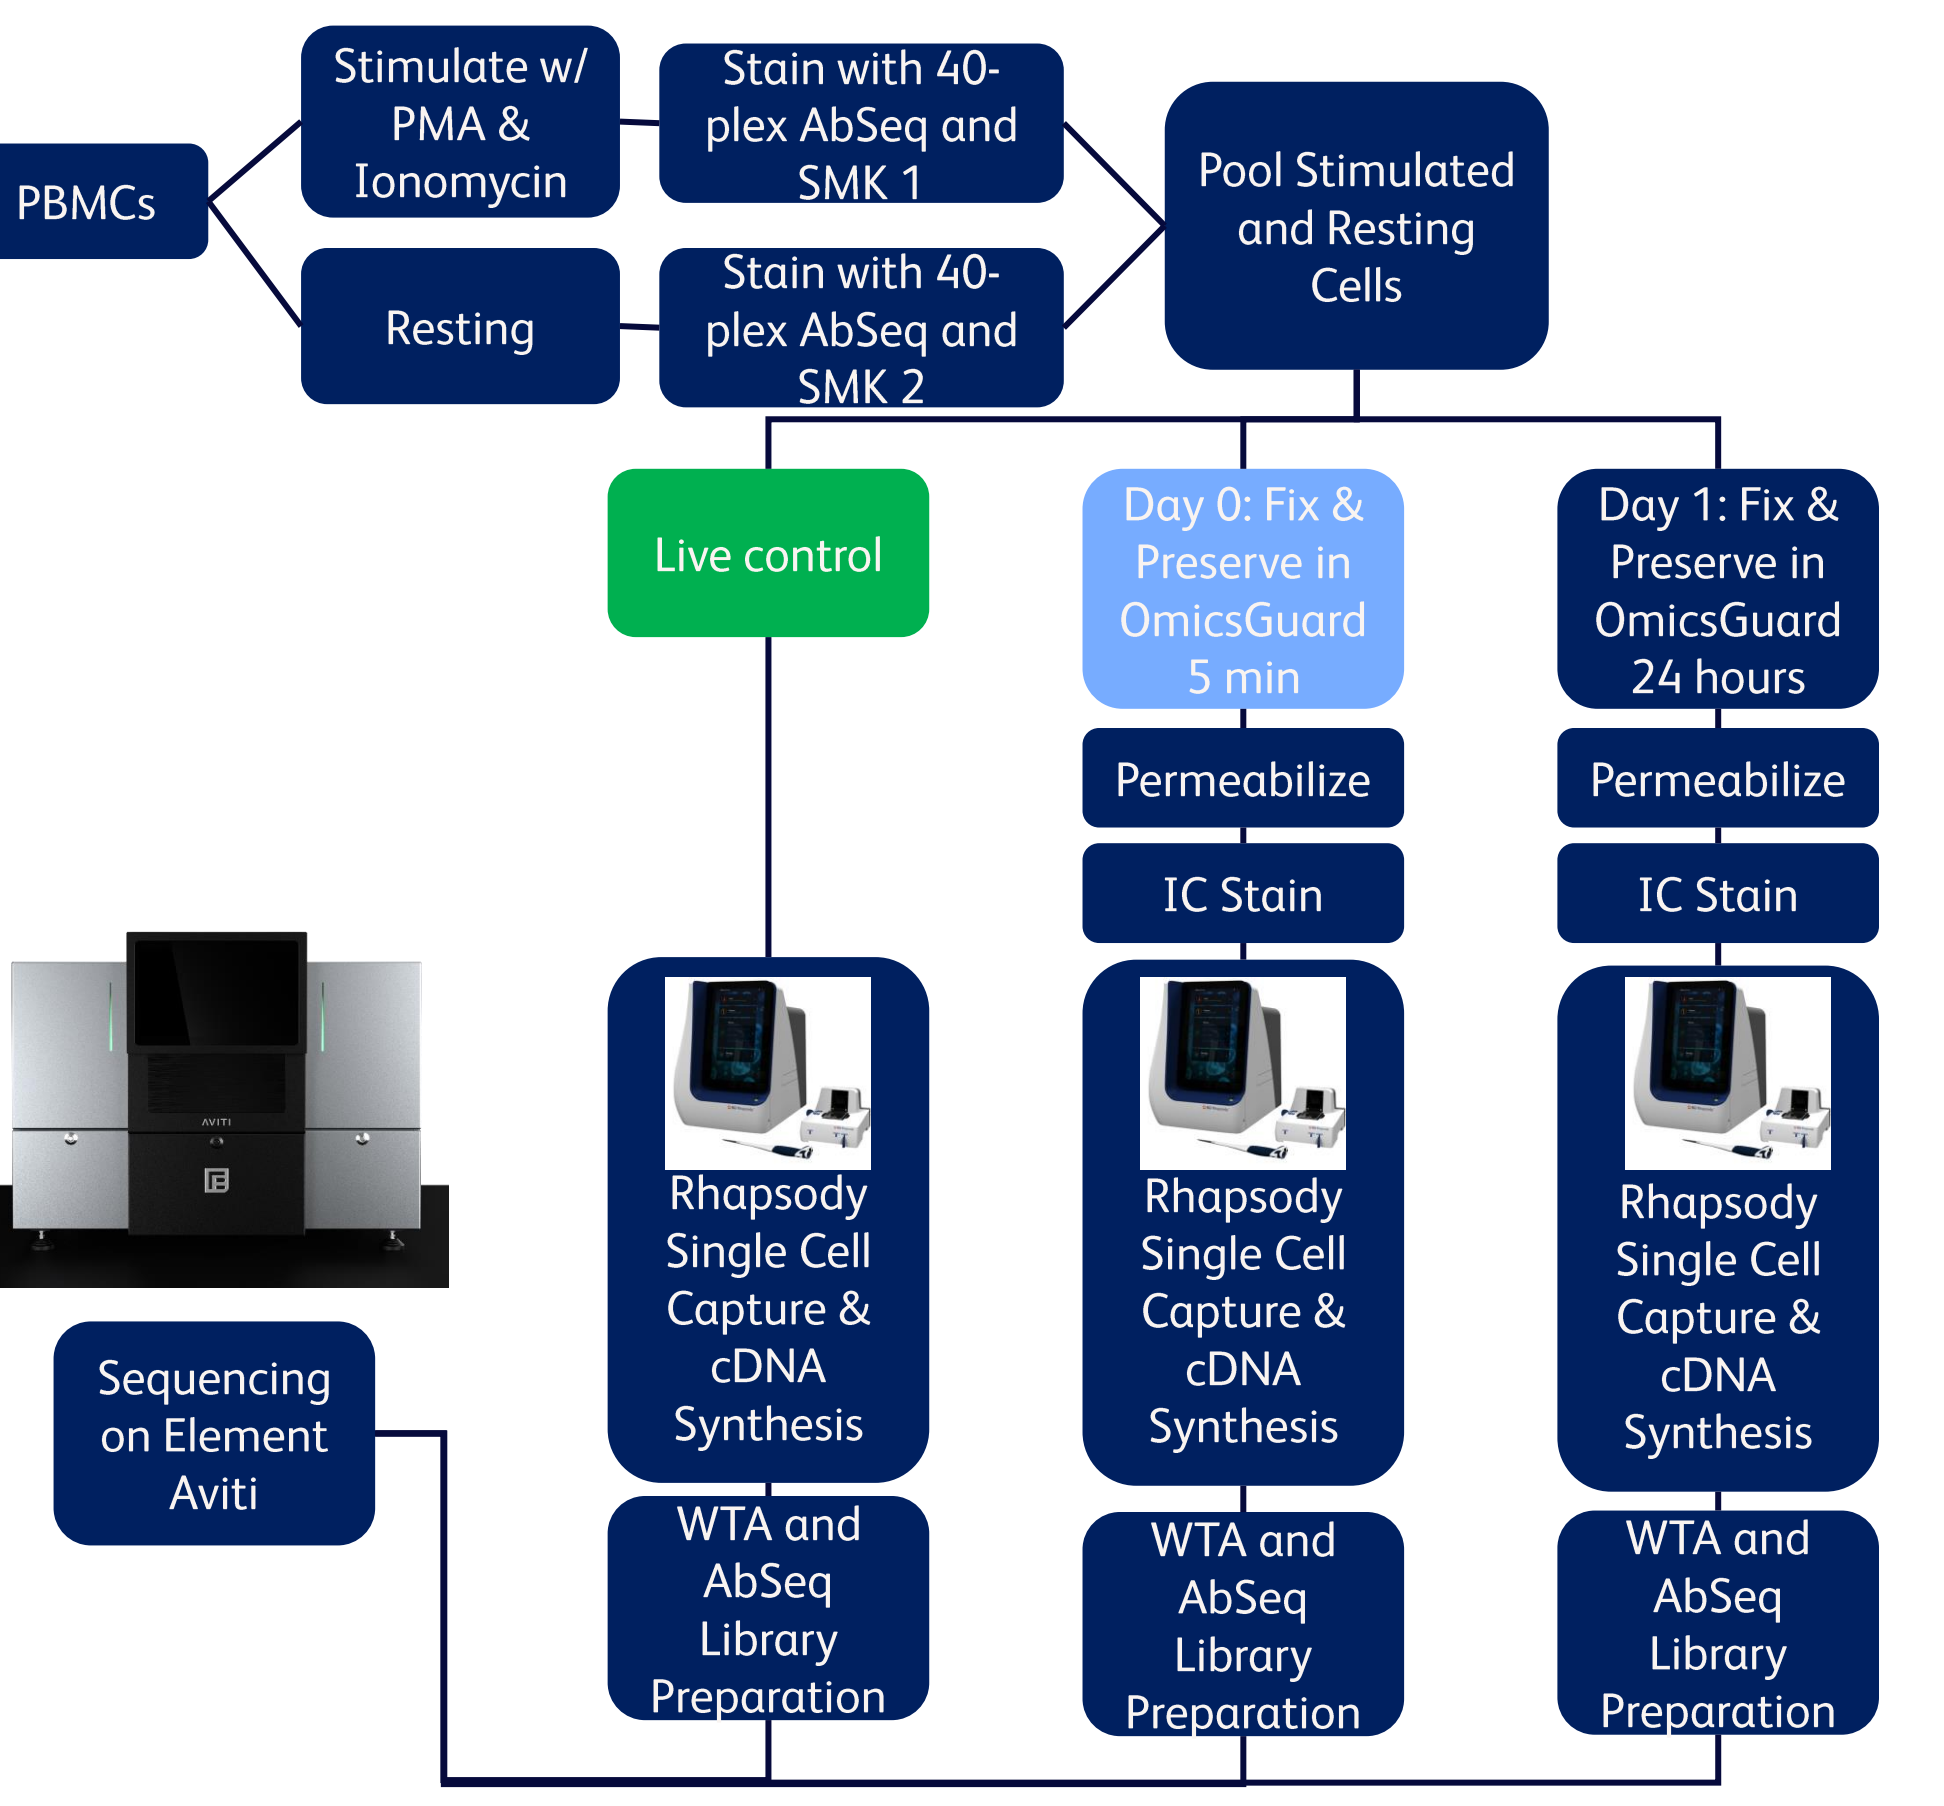 PBMCs
Stimulate w/
PMA &
Ionomycin
Stain with 40-
plex AbSeq and
SMK 1
Resting
Stain with 40-
plex AbSeq and
SMK 2
Pool Stimulated
and Resting
Cells
Live control
Day 0: Fix &
Preserve in
OmicsGuard
5 min
Day 1: Fix &
Preserve in
OmicsGuard
24 hours
Permeabilize
Permeabilize
IC Stain
IC Stain
AVITI
Rhapsody
Single Cell
Capture &
cDNA
Synthesis
Rhapsody
Single Cell
Capture &
cDNA
Synthesis
Rhapsody
Single Cell
Capture &
cDNA
Synthesis
Sequencing
on Element
Aviti
WTA and
AbSeq
Library
Preparation
WTA and
AbSeq
Library
Preparation
WTA and
AbSeq
Library
Preparation